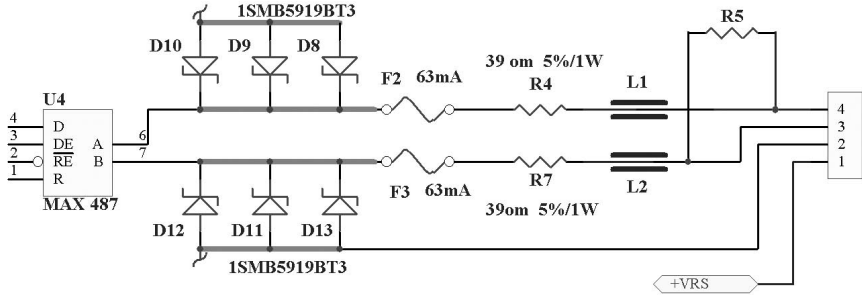 1SMB5919BT3
D10 D9 D8
R5
F2 63mA
39 om 5%/1W
R4
L1
U4
4 D
3 DE A 6
2 RE B 7
1 R
MAX 487
4
3
2
1
F3 63mA
R7
L2
39om 5%/1W
D12 D11 D13
1SMB5919BT3
+VRS